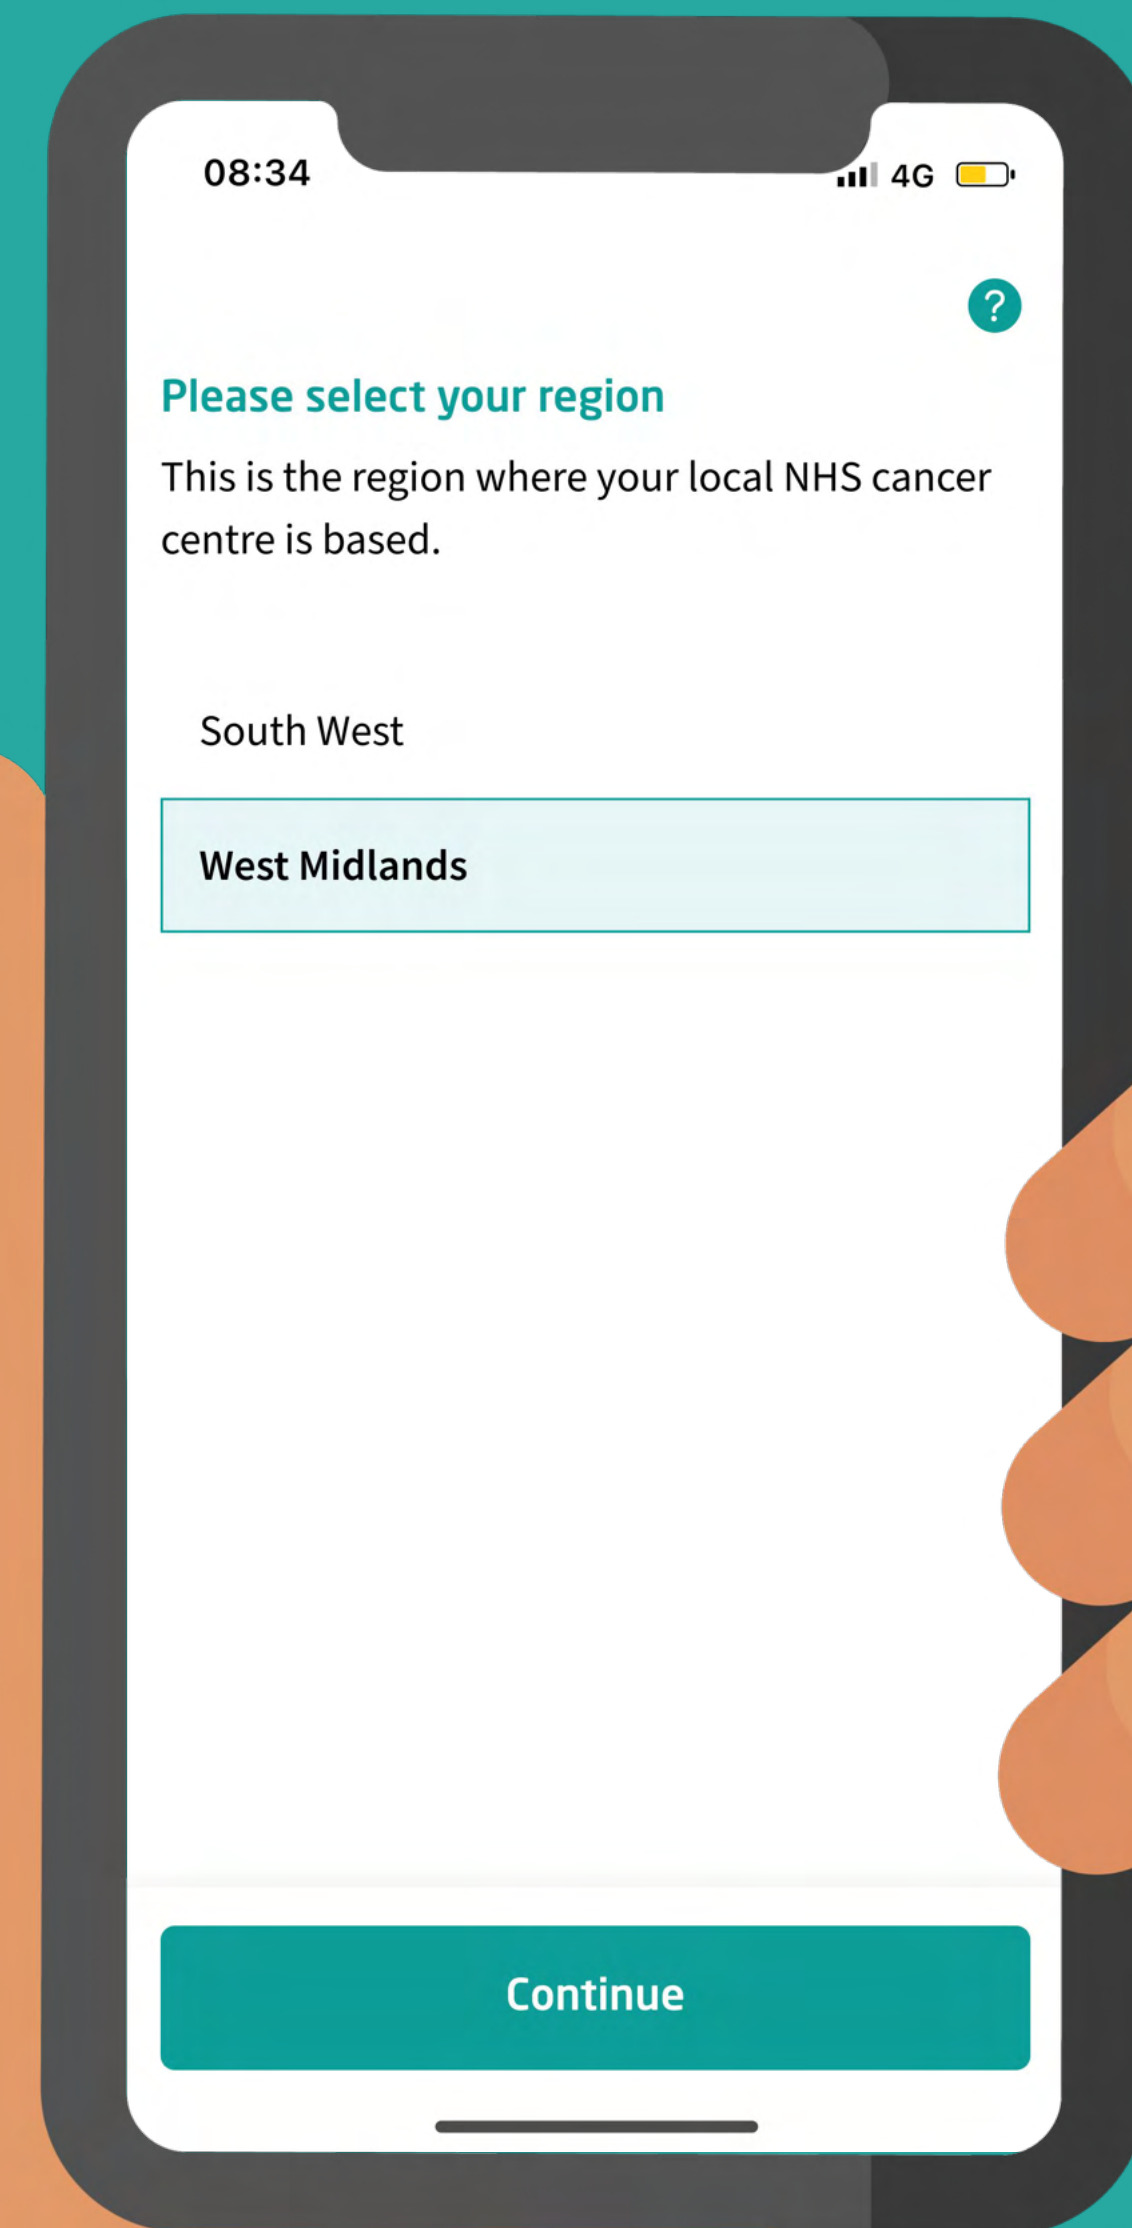 08:34
4G
?
Please select your region
This is the region where your local NHS cancer
centre is based.
South West
West Midlands
Continue